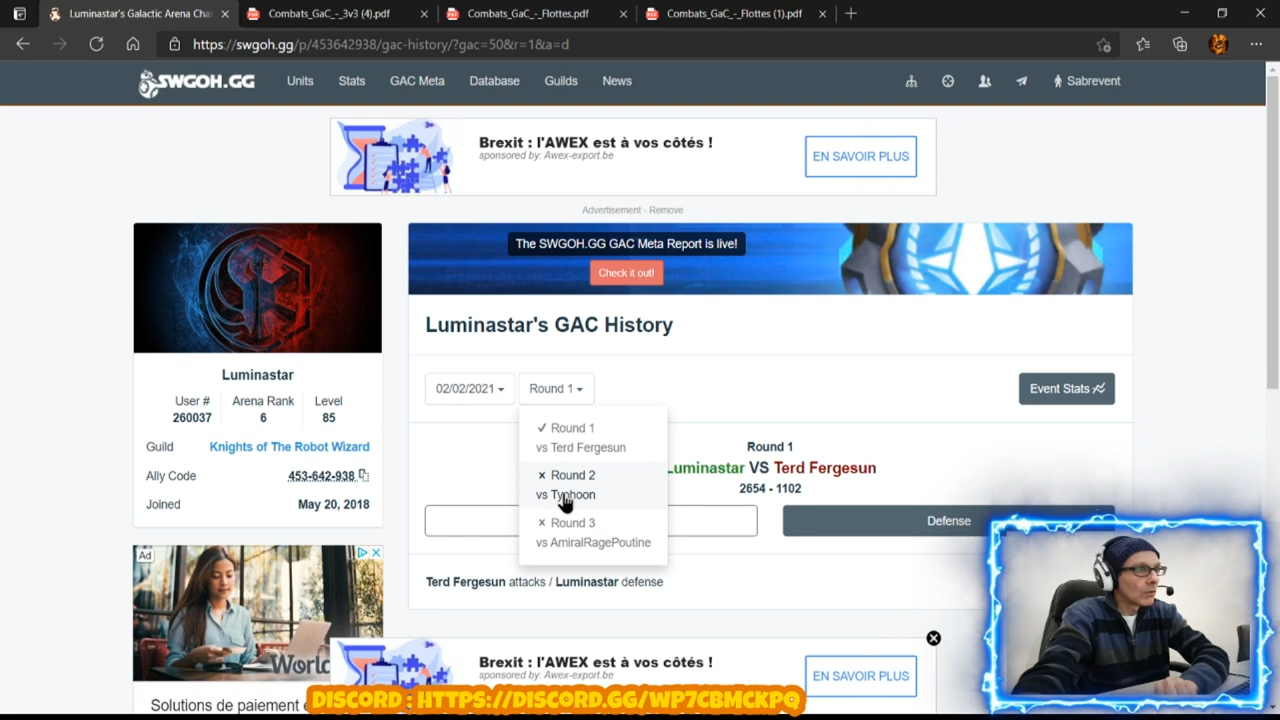 Luminastar's Galactic Arena Cha
Combats_GaC_-_3v3 (4).pdf
Combats_GaC_-_Flottes.pdf
Combats_GaC_-_Flottes (1).pdf
https://swgoh.gg/p/453642938/gac-history/?gac=50&r=1&a=d
SWGOH.GG
Units
Stats
GAC Meta
Database
Guilds
News
Sabrevent
Brexit : l'AWEX est à vos côtés !
sponsored by: Awex-export.be
EN SAVOIR PLUS
Advertisement - Remove
The SWGOH.GG GAC Meta Report is live!
Check it out!
Luminastar's GAC History
Luminastar
User # Arena Rank Level
260037 6 85
Guild Knights of The Robot Wizard
Ally Code 453-642-938
Joined May 20, 2018
02/02/2021
Round 1
Event Stats
Round 1
vs Terd Fergesun
Round 2
vs Typhoon
Round 3
vs AmiralRagePoutine
Round 1
Luminastar VS Terd Fergesun
2654 - 1102
Defense
Terd Fergesun attacks / Luminastar defense
Ad
World
Solutions de paiement
Brexit : l'AWEX est à vos côtés !
sponsored by: Awex-export.be
EN SAVOIR PLUS
DISCORD : HTTPS://DISCORD.GG/WP7CBMCKPQ